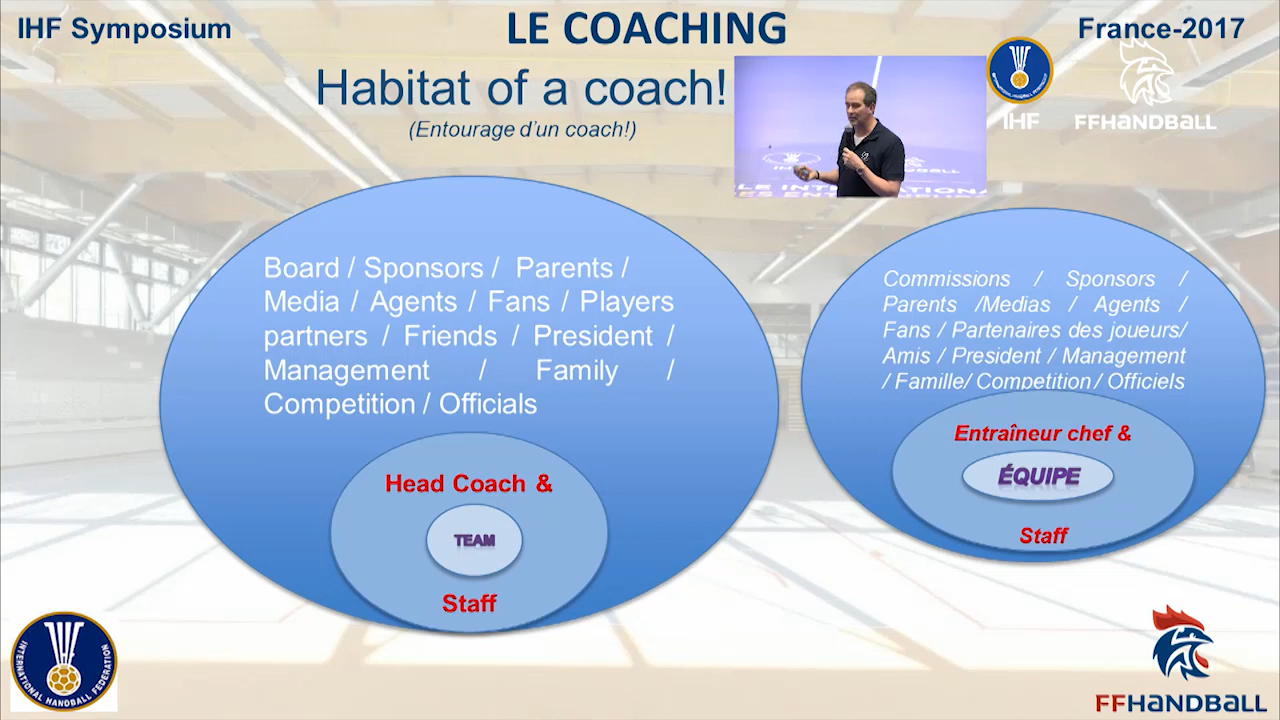 IHF Symposium
LE COACHING
France-2017
Habitat of a coach!
(Entourage d'un coach!)
IHF
FFHANDBALL
Board / Sponsors / Parents /
Media / Agents / Fans / Players
partners / Friends / President /
Management / Family /
Competition / Officials
Head Coach &
TEAM
Staff
Commissions / Sponsors /
Parents /Medias / Agents /
Fans / Partenaires des joueurs/
Amis / President / Management
/ Famille/ Competition / Officiels
Entraîneur chef &
ÉQUIPE
Staff
INTERNATIONAL HANDBALL FEDERATION
FFHANDBALL